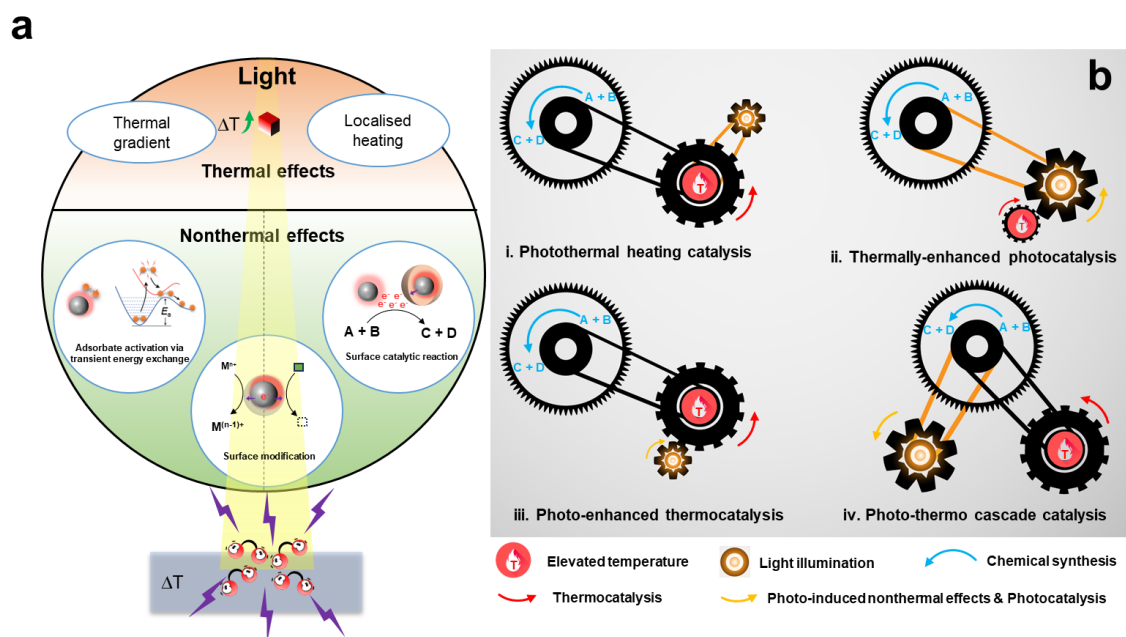 a
Light
Thermal
gradient
ΔT
Localised
heating
Thermal effects
Nonthermal effects
Eₐ
Adsorbate activation via
transient energy exchange
e⁻ e⁻
e⁻ e⁻ e⁻
A + B
C + D
Surface catalytic reaction
Mⁿ⁺
e
M⁽ⁿ⁻¹⁾⁺
Surface modification
ΔT
b
A + B
C + D
T
i. Photothermal heating catalysis
A + B
C + D
T
ii. Thermally-enhanced photocatalysis
A + B
C + D
T
iii. Photo-enhanced thermocatalysis
C + D
A + B
T
iv. Photo-thermo cascade catalysis
T
Elevated temperature
Light illumination
Chemical synthesis
Thermocatalysis
Photo-induced nonthermal effects & Photocatalysis